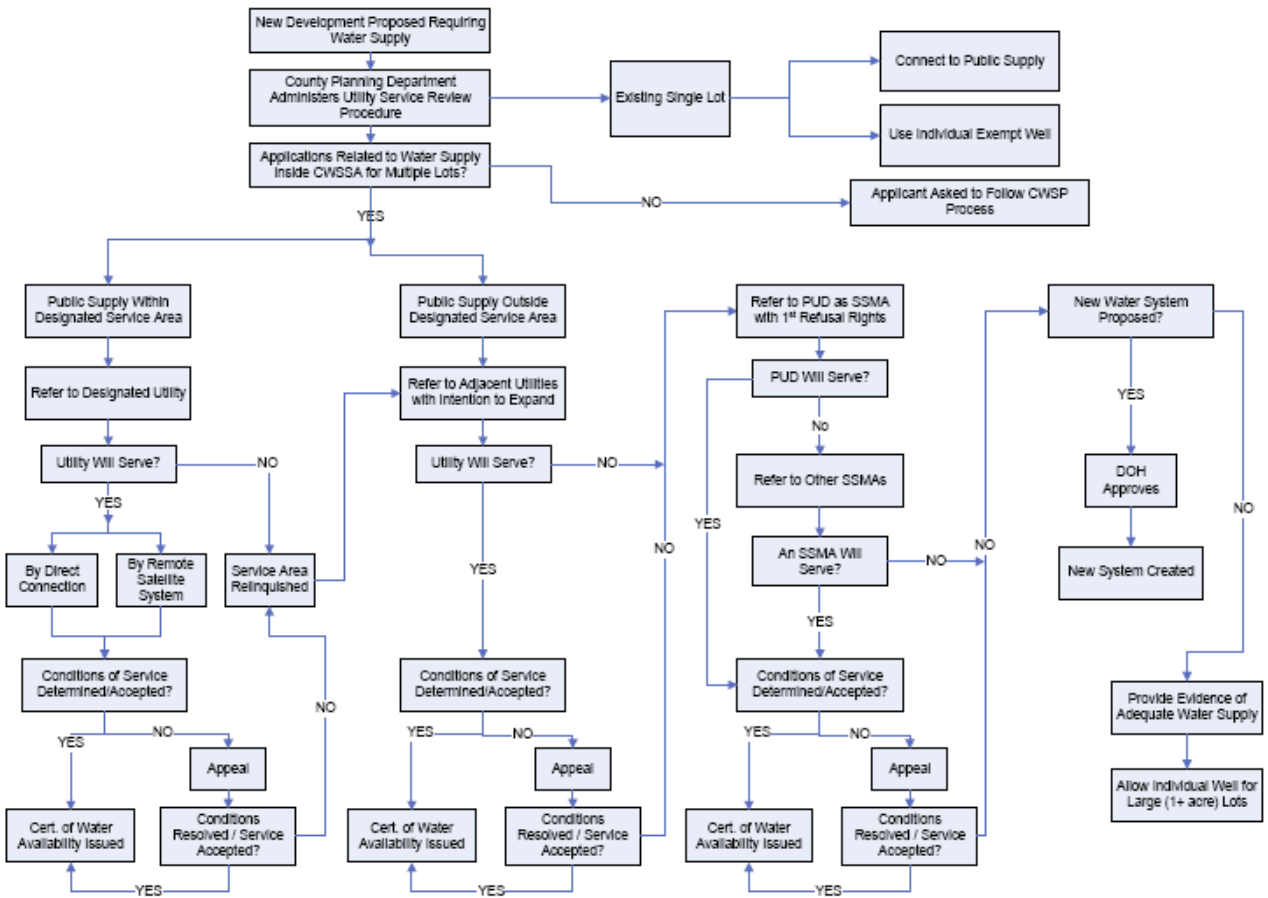 New Development Proposed Requiring
Water Supply
County Planning Department
Administers Utility Service Review
Procedure
Existing Single Lot
Connect to Public Supply
Use Individual Exempt Well
Applications Related to Water Supply
Inside CWSSA for Multiple Lots?
NO
Applicant Asked to Follow CWSP
Process
YES
Public Supply Within
Designated Service Area
Refer to Designated Utility
Utility Will Serve?
NO
YES
By Direct
Connection
By Remote
Satellite
System
Service Area
Relinquished
Conditions of Service
Determined/Accepted?
YES
NO
Appeal
NO
Cert. of Water
Availability Issued
Conditions
Resolved / Service
Accepted?
YES
Public Supply Outside
Designated Service Area
Refer to Adjacent Utilities
with Intention to Expand
Utility Will Serve?
NO
YES
Conditions of Service
Determined/Accepted?
YES
NO
Appeal
NO
Cert. of Water
Availability Issued
Conditions
Resolved / Service
Accepted?
YES
Refer to PUD as SSMA
with 1st Refusal Rights
PUD Will Serve?
No
YES
Refer to Other SSMAs
An SSMA Will
Serve?
NO
YES
Conditions of Service
Determined/Accepted?
YES
NO
Appeal
NO
Cert. of Water
Availability Issued
Conditions
Resolved / Service
Accepted?
YES
New Water System
Proposed?
YES
NO
DOH
Approves
New System Created
Provide Evidence of
Adequate Water Supply
Allow Individual Well for
Large (1+ acre) Lots